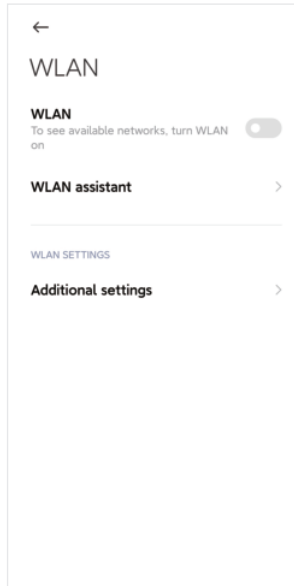 WLAN
WLAN
To see available networks, turn WLAN
on
WLAN assistant
WLAN SETTINGS
Additional settings